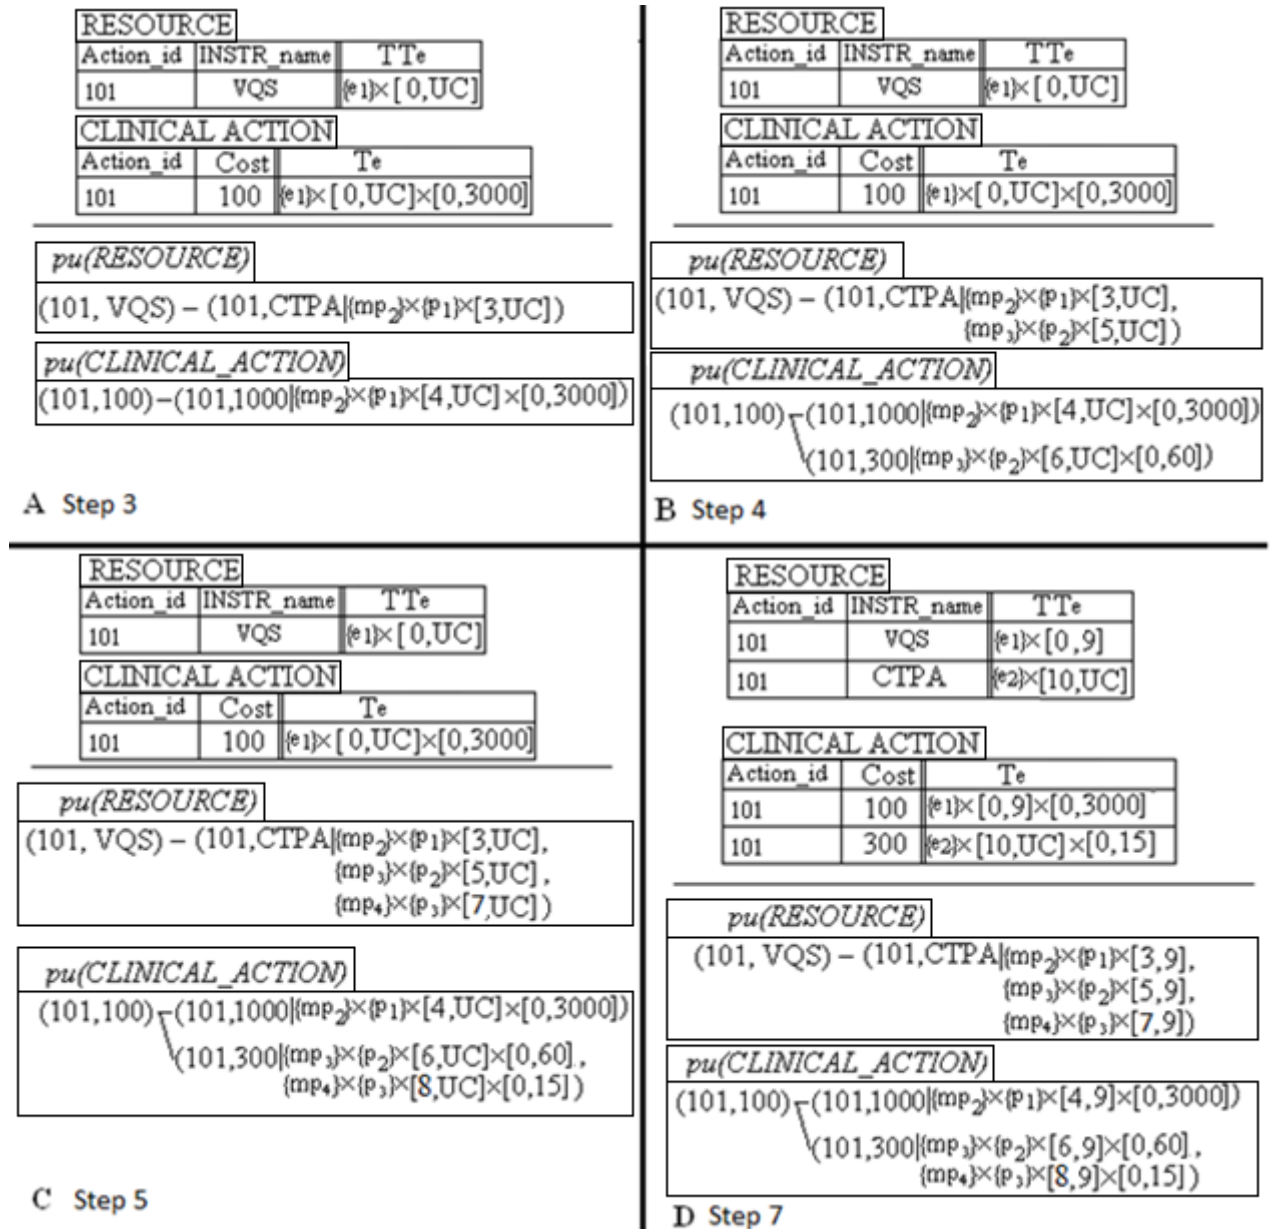 RESOURCE
Action_id INSTR_name TTe
101 VQS {e1}×[0,UC]
CLINICAL ACTION
Action_id Cost Te
101 100 {e1}×[0,UC]×[0,3000]
pu(RESOURCE)
(101, VQS) – (101,CTPA|{mp2}×{p1}×[3,UC])
pu(CLINICAL_ACTION)
(101,100)–(101,1000|{mp2}×{p1}×[4,UC]×[0,3000])
A Step 3
RESOURCE
Action_id INSTR_name TTe
101 VQS {e1}×[0,UC]
CLINICAL ACTION
Action_id Cost Te
101 100 {e1}×[0,UC]×[0,3000]
pu(RESOURCE)
(101, VQS) – (101,CTPA|{mp2}×{p1}×[3,UC],
{mp3}×{p2}×[5,UC])
pu(CLINICAL_ACTION)
(101,100) (101,1000|{mp2}×{p1}×[4,UC]×[0,3000])
(101,300|{mp3}×{p2}×[6,UC]×[0,60])
B Step 4
RESOURCE
Action_id INSTR_name TTe
101 VQS {e1}×[0,UC]
CLINICAL ACTION
Action_id Cost Te
101 100 {e1}×[0,UC]×[0,3000]
pu(RESOURCE)
(101, VQS) – (101,CTPA|{mp2}×{p1}×[3,UC],
{mp3}×{p2}×[5,UC],
{mp4}×{p3}×[7,UC])
pu(CLINICAL_ACTION)
(101,100) (101,1000|{mp2}×{p1}×[4,UC]×[0,3000])
(101,300|{mp3}×{p2}×[6,UC]×[0,60],
{mp4}×{p3}×[8,UC]×[0,15])
C Step 5
RESOURCE
Action_id INSTR_name TTe
101 VQS {e1}×[0,9]
101 CTPA {e2}×[10,UC]
CLINICAL ACTION
Action_id Cost Te
101 100 {e1}×[0,9]×[0,3000]
101 300 {e2}×[10,UC]×[0,15]
pu(RESOURCE)
(101, VQS) – (101,CTPA|{mp2}×{p1}×[3,9],
{mp3}×{p2}×[5,9],
{mp4}×{p3}×[7,9])
pu(CLINICAL_ACTION)
(101,100) (101,1000|{mp2}×{p1}×[4,9]×[0,3000])
(101,300|{mp3}×{p2}×[6,9]×[0,60],
{mp4}×{p3}×[8,9]×[0,15])
D Step 7